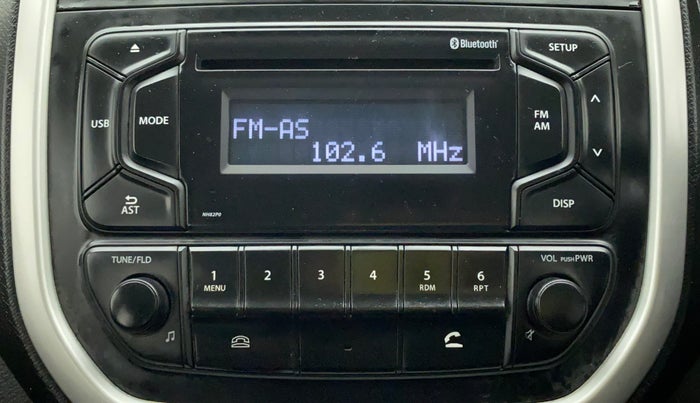 Bluetooth
SETUP
USB
MODE
FM-AS
102.6 MHz
FM
AM
AST
NH82P0
DISP
TUNE/FLD
VOL PUSH PWR
1 2 3 4 5 6
MENU RDM RPT